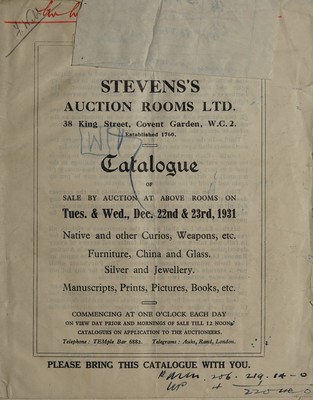 STEVENS'S
AUCTION ROOMS LTD.
38 King Street, Covent Garden, W.C.2.
Established 1760.
Catalogue
OF
SALE BY AUCTION AT ABOVE ROOMS ON
Tues. & Wed., Dec. 22nd & 23rd, 1931
Native and other Curios, Weapons, etc.
Furniture, China and Glass.
Silver and Jewellery.
Manuscripts, Prints, Pictures, Books, etc.
COMMENCING AT ONE O'CLOCK EACH DAY
ON VIEW DAY PRIOR AND MORNINGS OF SALE TILL 12 NOON.
CATALOGUES ON APPLICATION TO THE AUCTIONEERS.
Telephone: TEMple Bar 6882. Telegrams: Auks, Rand, London.
PLEASE BRING THIS CATALOGUE WITH YOU.
206. 219. 14-0